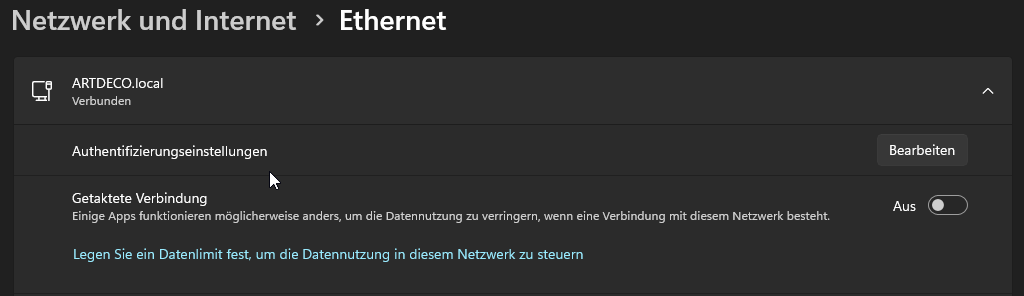 Netzwerk und Internet › Ethernet
ARTDECO.local
Verbunden
Authentifizierungseinstellungen
Bearbeiten
Getaktete Verbindung
Einige Apps funktionieren möglicherweise anders, um die Datennutzung zu verringern, wenn eine Verbindung mit diesem Netzwerk besteht.
Aus
Legen Sie ein Datenlimit fest, um die Datennutzung in diesem Netzwerk zu steuern